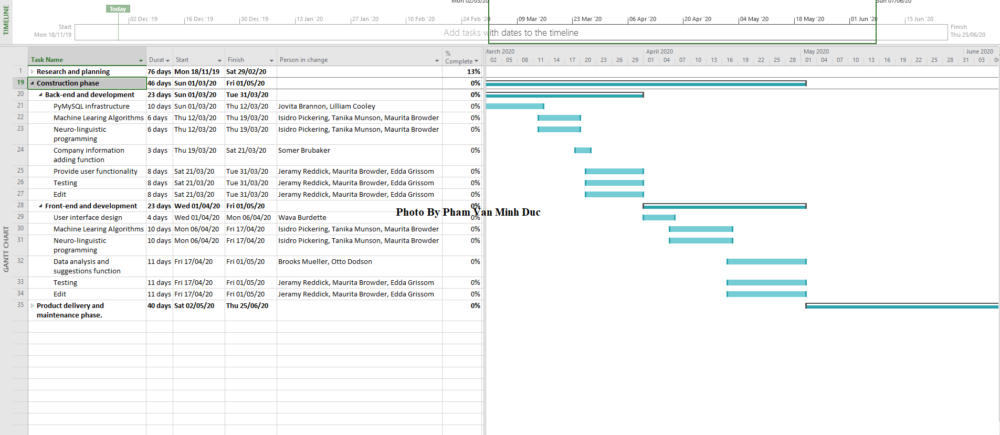 TIMELINE
Mon 02/03/20
Sun 07/06/20
Today
02 Dec '19
16 Dec '19
30 Dec '19
13 Jan '20
27 Jan '20
10 Feb '20
24 Feb '20
09 Mar '20
23 Mar '20
06 Apr '20
20 Apr '20
04 May '20
18 May '20
01 Jun '20
15 Jun '20
Start
Mon 18/11/19
Add tasks with dates to the timeline
Finish
Thu 25/06/20
GANTT CHART
Task Name Durat Start Finish Person in change % Complete
March 2020 April 2020 May 2020 June 2020
02 05 08 11 14 17 20 23 26 29 01 04 07 10 13 16 19 22 25 28 01 04 07 10 13 16 19 22 25 28 31 03
1 Research and planning 76 days Mon 18/11/19 Sat 29/02/20 13%
19 Construction phase 46 days Sun 01/03/20 Fri 01/05/20 0%
20 Back-end and development 23 days Sun 01/03/20 Tue 31/03/20 0%
21 PyMySQL infrastructure 10 days Sun 01/03/20 Thu 12/03/20 Jovita Brannon, Lilliam Cooley 0%
22 Machine Learing Algorithms 6 days Thu 12/03/20 Thu 19/03/20 Isidro Pickering, Tanika Munson, Maurita Browder 0%
23 Neuro-linguistic 6 days Thu 12/03/20 Thu 19/03/20 Isidro Pickering, Tanika Munson, Maurita Browder 0%
programming
24 Company information 3 days Thu 19/03/20 Sat 21/03/20 Somer Brubaker 0%
adding function
25 Provide user functionality 8 days Sat 21/03/20 Tue 31/03/20 Jeramy Reddick, Maurita Browder, Edda Grissom 0%
26 Testing 8 days Sat 21/03/20 Tue 31/03/20 Jeramy Reddick, Maurita Browder, Edda Grissom 0%
27 Edit 8 days Sat 21/03/20 Tue 31/03/20 Jeramy Reddick, Maurita Browder, Edda Grissom 0%
28 Front-end and development 23 days Wed 01/04/20 Fri 01/05/20 0%
Photo By Pham Van Minh Duc
29 User interface design 4 days Wed 01/04/20 Mon 06/04/20 Wava Burdette 0%
30 Machine Learing Algorithms 10 days Mon 06/04/20 Fri 17/04/20 Isidro Pickering, Tanika Munson, Maurita Browder 0%
31 Neuro-linguistic 10 days Mon 06/04/20 Fri 17/04/20 Isidro Pickering, Tanika Munson, Maurita Browder 0%
programming
32 Data analysis and 11 days Fri 17/04/20 Fri 01/05/20 Brooks Mueller, Otto Dodson 0%
suggestions function
33 Testing 11 days Fri 17/04/20 Fri 01/05/20 Jeramy Reddick, Maurita Browder, Edda Grissom 0%
34 Edit 11 days Fri 17/04/20 Fri 01/05/20 Jeramy Reddick, Maurita Browder, Edda Grissom 0%
35 Product delivery and 40 days Sat 02/05/20 Thu 25/06/20 0%
maintenance phase.